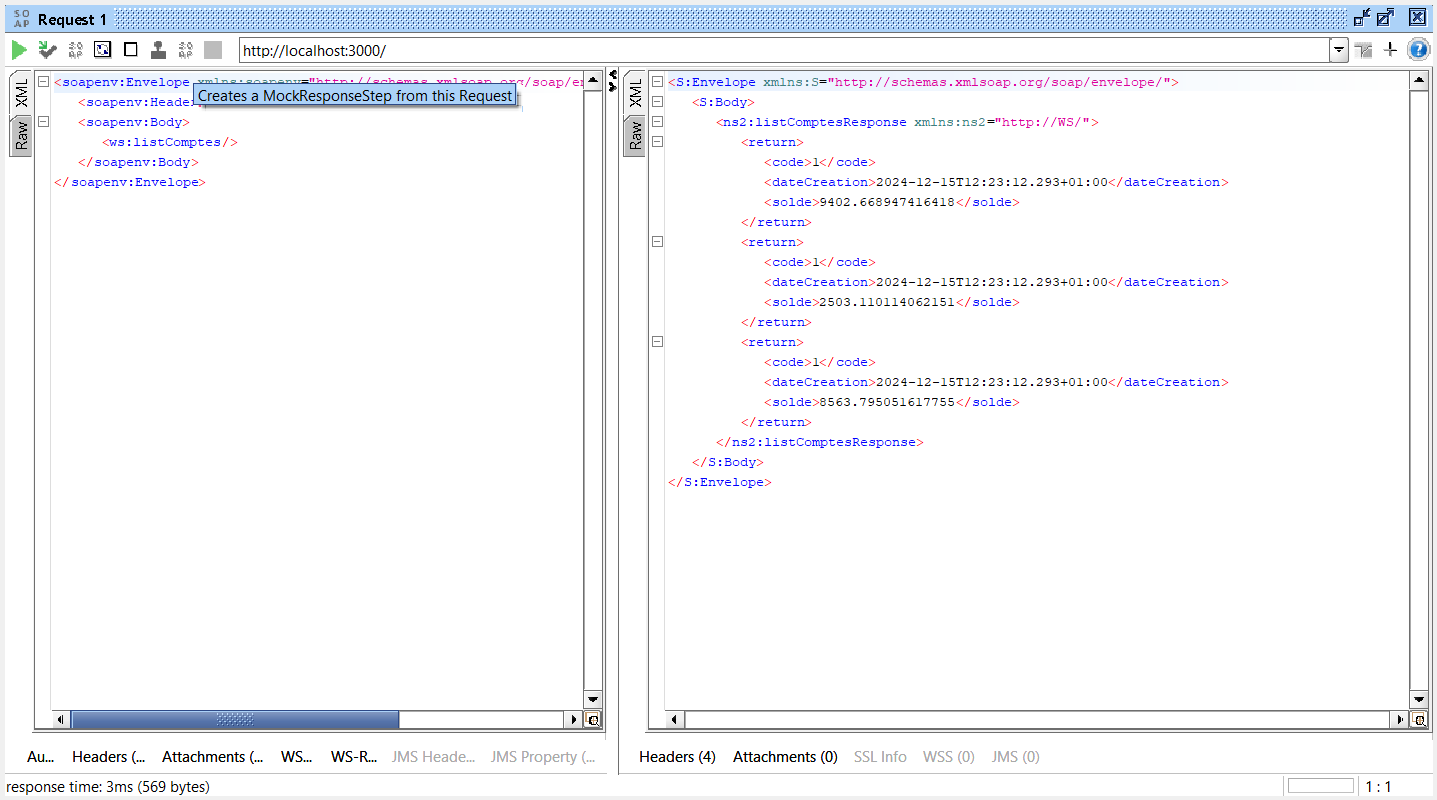 SO
AP
Request 1
http://localhost:3000/
XML
Raw
<soapenv:Envelope xmlns:soapenv="http://schemas.xmlsoap.org/soap/en
Creates a MockResponseStep from this Request
<soapenv:Header
<soapenv:Body>
<ws:listComptes/>
</soapenv:Body>
</soapenv:Envelope>
XML
Raw
<S:Envelope xmlns:S="http://schemas.xmlsoap.org/soap/envelope/">
<S:Body>
<ns2:listComptesResponse xmlns:ns2="http://WS/">
<return>
<code>1</code>
<dateCreation>2024-12-15T12:23:12.293+01:00</dateCreation>
<solde>9402.668947416418</solde>
</return>
<return>
<code>1</code>
<dateCreation>2024-12-15T12:23:12.293+01:00</dateCreation>
<solde>2503.110114062151</solde>
</return>
<return>
<code>1</code>
<dateCreation>2024-12-15T12:23:12.293+01:00</dateCreation>
<solde>8563.795051617755</solde>
</return>
</ns2:listComptesResponse>
</S:Body>
</S:Envelope>
Au... Headers (... Attachments (... WS... WS-R... JMS Heade... JMS Property (...
Headers (4) Attachments (0) SSL Info WSS (0) JMS (0)
response time: 3ms (569 bytes)
1 : 1